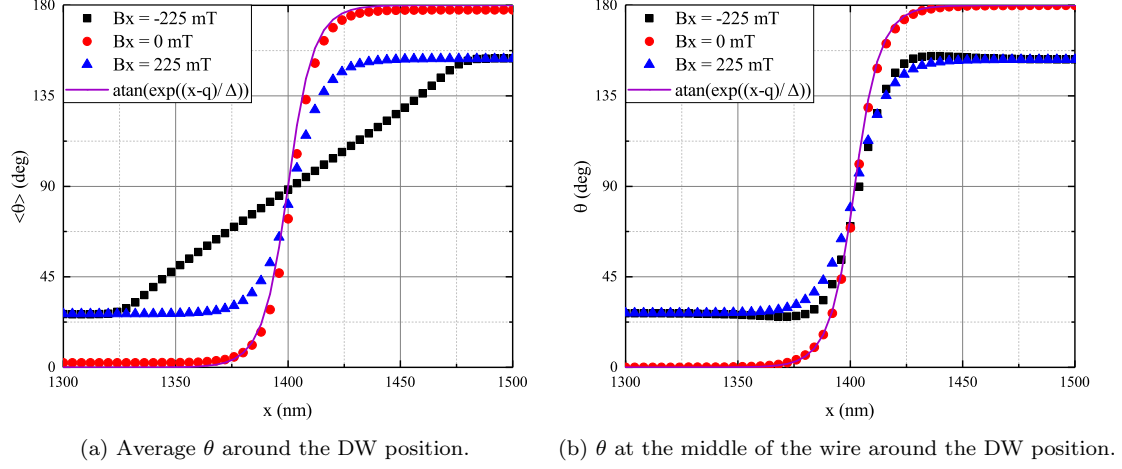 180
135
90
45
0
<θ> (deg)
Bx = -225 mT
Bx = 0 mT
Bx = 225 mT
atan(exp((x-q)/Δ))
1300
1350
1400
1450
1500
x (nm)
(a) Average θ around the DW position.
180
135
90
45
0
θ (deg)
Bx = -225 mT
Bx = 0 mT
Bx = 225 mT
atan(exp((x-q)/Δ))
1300
1350
1400
1450
1500
x (nm)
(b) θ at the middle of the wire around the DW position.